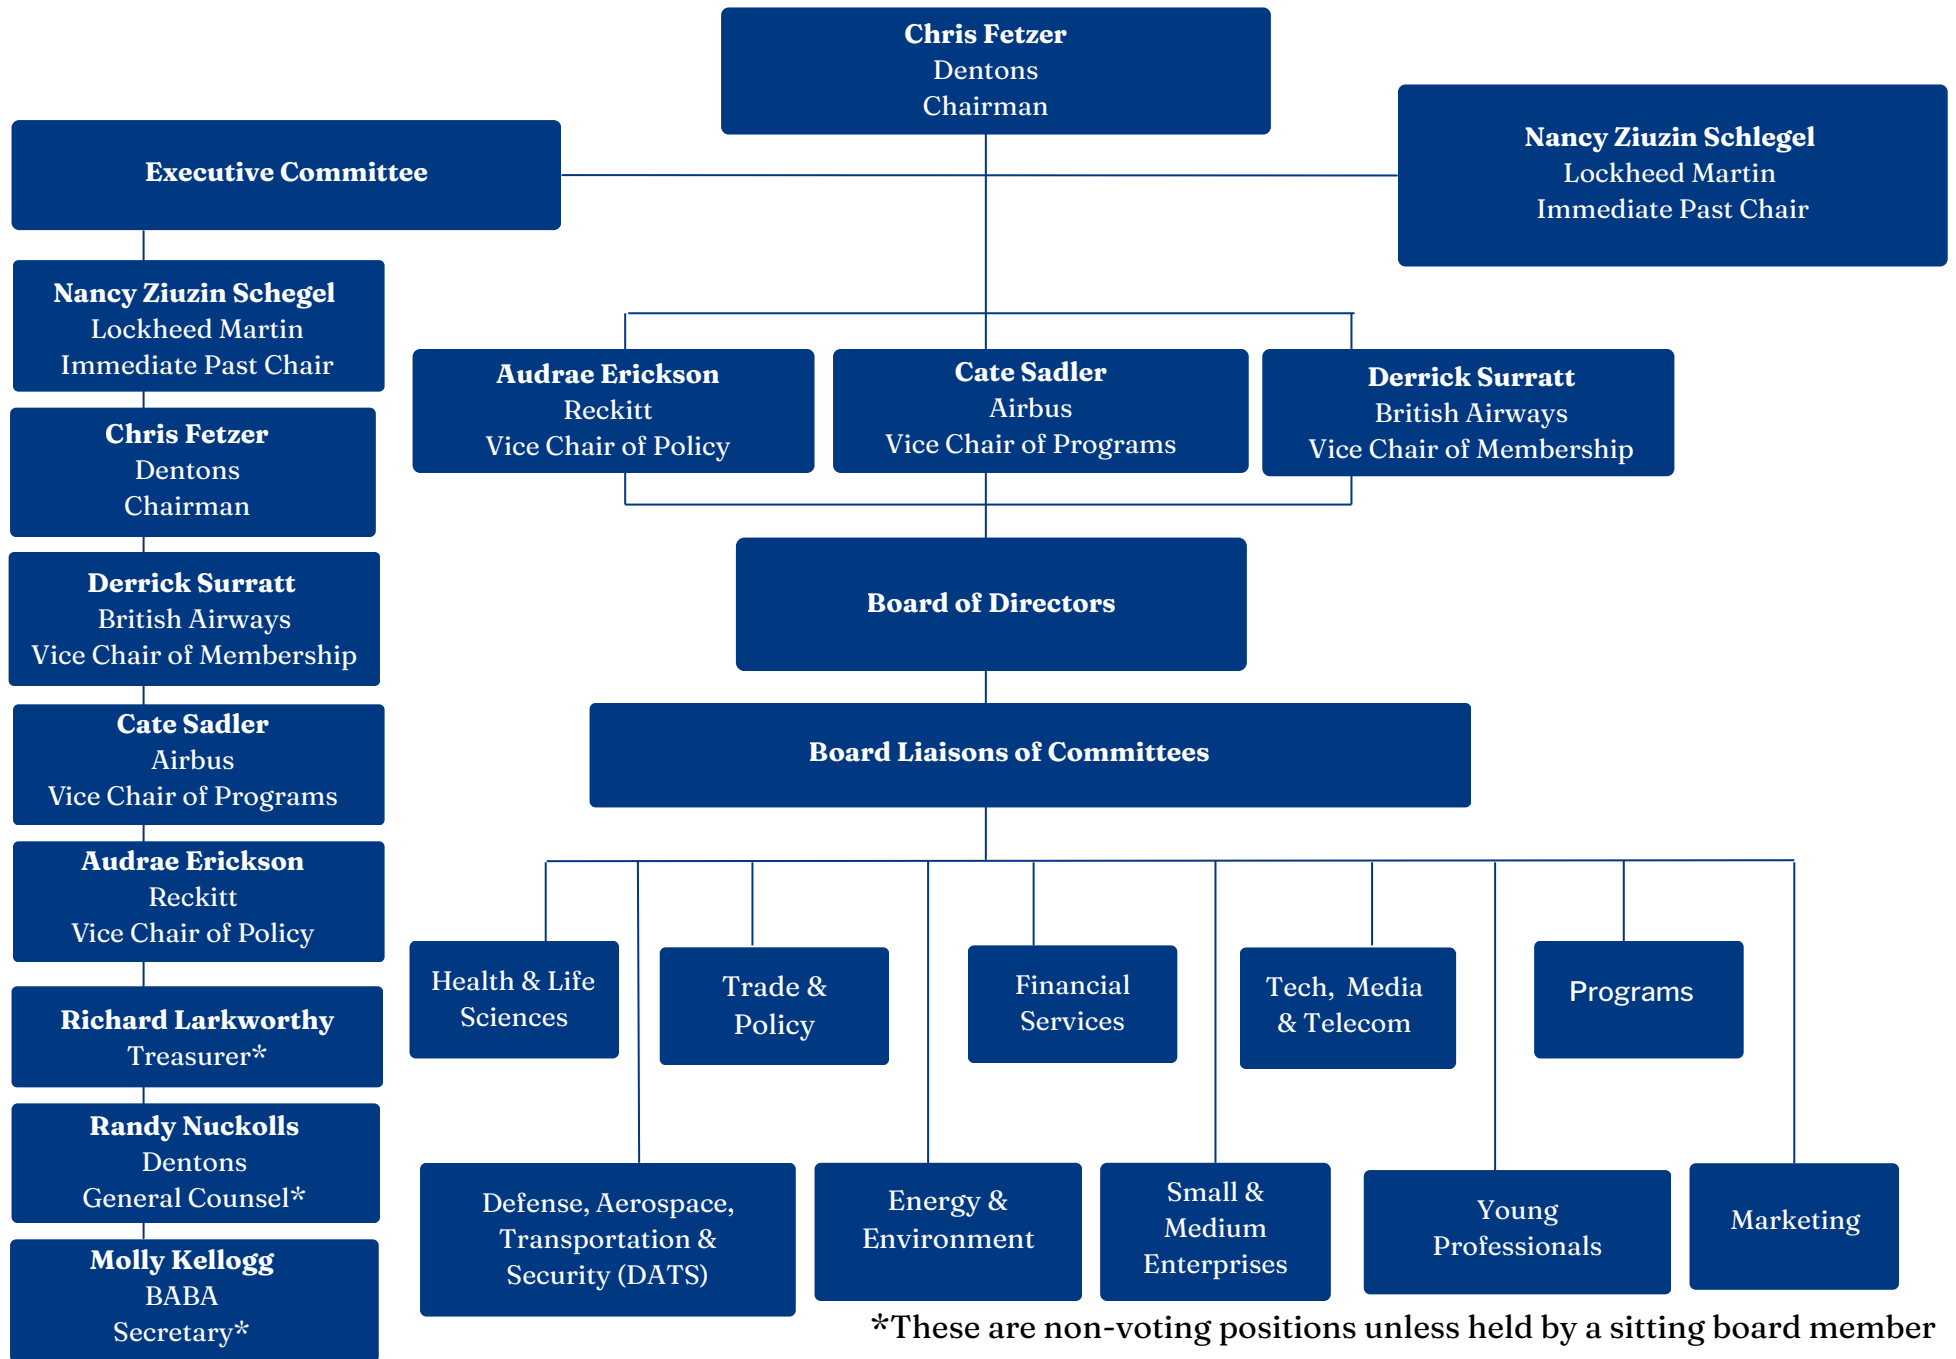 Chris Fetzer
Dentons
Chairman
Nancy Ziuzin Schlegel
Lockheed Martin
Immediate Past Chair
Executive Committee
Nancy Ziuzin Schegel
Lockheed Martin
Immediate Past Chair
Chris Fetzer
Dentons
Chairman
Derrick Surratt
British Airways
Vice Chair of Membership
Cate Sadler
Airbus
Vice Chair of Programs
Audrae Erickson
Reckitt
Vice Chair of Policy
Richard Larkworthy
Treasurer*
Randy Nuckolls
Dentons
General Counsel*
Molly Kellogg
BABA
Secretary*
Audrae Erickson
Reckitt
Vice Chair of Policy
Cate Sadler
Airbus
Vice Chair of Programs
Derrick Surratt
British Airways
Vice Chair of Membership
Board of Directors
Board Liaisons of Committees
Health & Life
Sciences
Trade &
Policy
Financial
Services
Tech, Media
& Telecom
Programs
Defense, Aerospace,
Transportation &
Security (DATS)
Energy &
Environment
Small &
Medium
Enterprises
Young
Professionals
Marketing
*These are non-voting positions unless held by a sitting board member